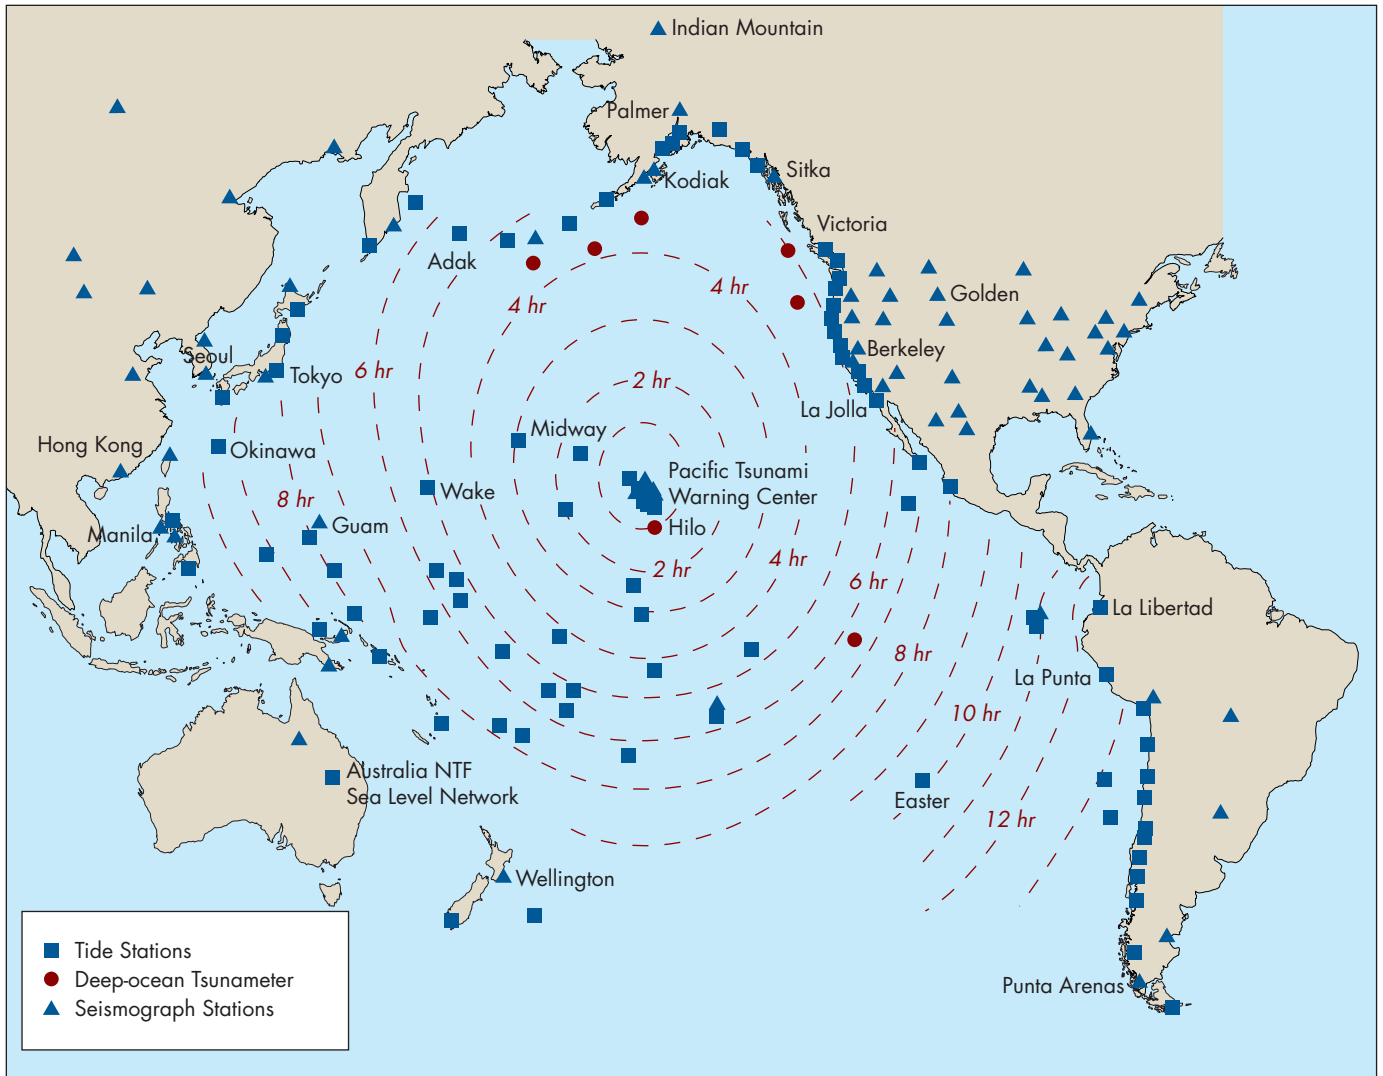 Indian Mountain
Palmer
Kodiak
Sitka
Victoria
Adak
4 hr
4 hr
Golden
Seoul
Tokyo
6 hr
2 hr
Berkeley
La Jolla
Midway
Hong Kong
Okinawa
Pacific Tsunami
Warning Center
Wake
8 hr
Guam
Manila
Hilo
2 hr
4 hr
6 hr
La Libertad
8 hr
La Punta
10 hr
Australia NTF
Sea Level Network
Easter
12 hr
Wellington
Punta Arenas
Tide Stations
Deep-ocean Tsunameter
Seismograph Stations